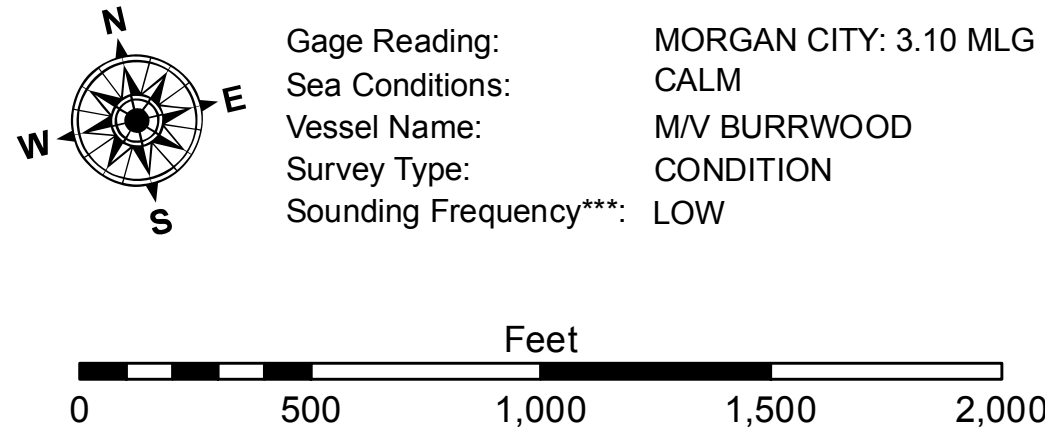 N
E
W
S
Gage Reading: MORGAN CITY: 3.10 MLG
Sea Conditions: CALM
Vessel Name: M/V BURRWOOD
Survey Type: CONDITION
Sounding Frequency***: LOW
Feet
0 500 1,000 1,500 2,000